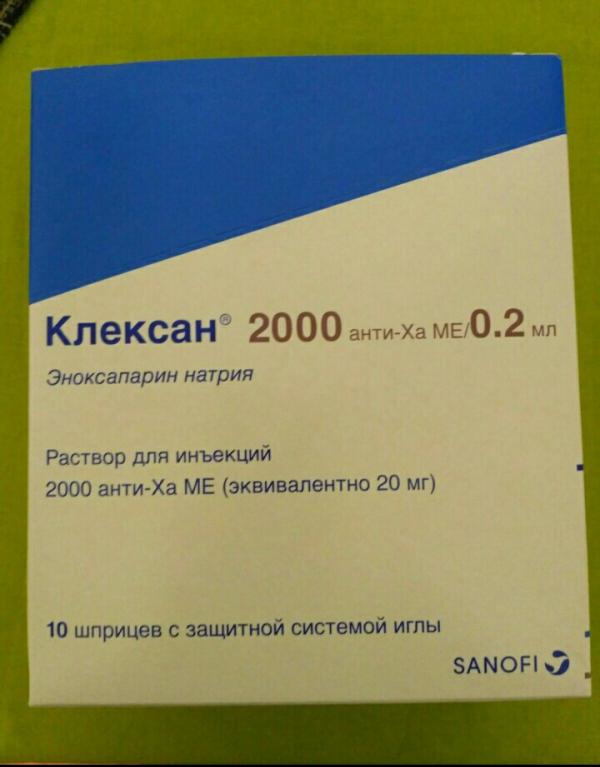 Клексан® 2000 анти-Ха МЕ/0.2 мл
Эноксапарин натрия
Раствор для инъекций
2000 анти-Ха МЕ (эквивалентно 20 мг)
10 шприцев с защитной системой иглы
SANOFI